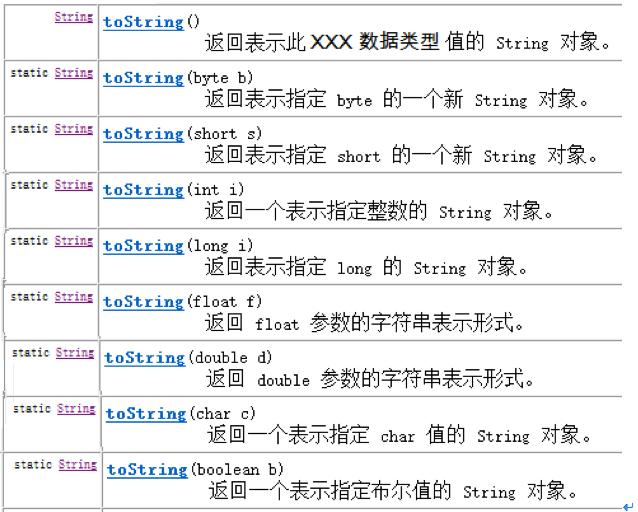 String toString()
返回表示此 XXX 数据类型 值的 String 对象。
static String toString(byte b)
返回表示指定 byte 的一个新 String 对象。
static String toString(short s)
返回表示指定 short 的一个新 String 对象。
static String toString(int i)
返回一个表示指定整数的 String 对象。
static String toString(long i)
返回表示指定 long 的 String 对象。
static String toString(float f)
返回 float 参数的字符串表示形式。
static String toString(double d)
返回 double 参数的字符串表示形式。
static String toString(char c)
返回一个表示指定 char 值的 String 对象。
static String toString(boolean b)
返回一个表示指定布尔值的 String 对象。